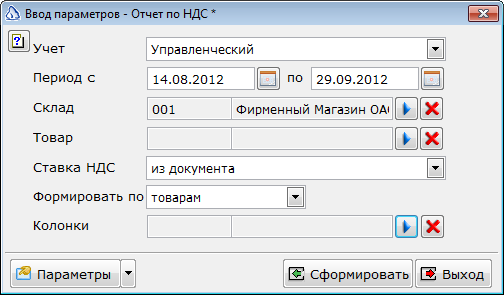 Ввод параметров - Отчет по НДС *
Учет Управленческий
Период с 14.08.2012 по 29.09.2012
Склад 001 Фирменный Магазин ОА
Товар
Ставка НДС из документа
Формировать по товарам
Колонки
Параметры Сформировать Выход